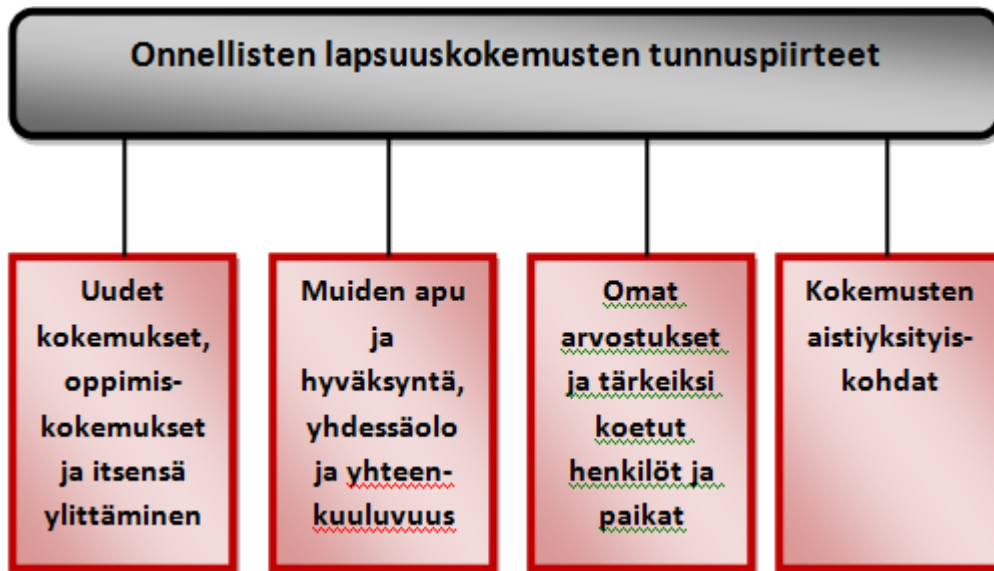 Onnellisten lapsuuskokemusten tunnuspiirteet
Uudet
kokemukset,
oppimis-
kokemukset
ja itsensä
ylittäminen
Muiden apu
ja
hyväksyntä,
yhdessäolo
ja yhteen-
kuuluvuus
Omat
arvostukset
ja tärkeiksi
koetut
henkilöt ja
paikat
Kokemusten
aistiyksityis-
kohdat